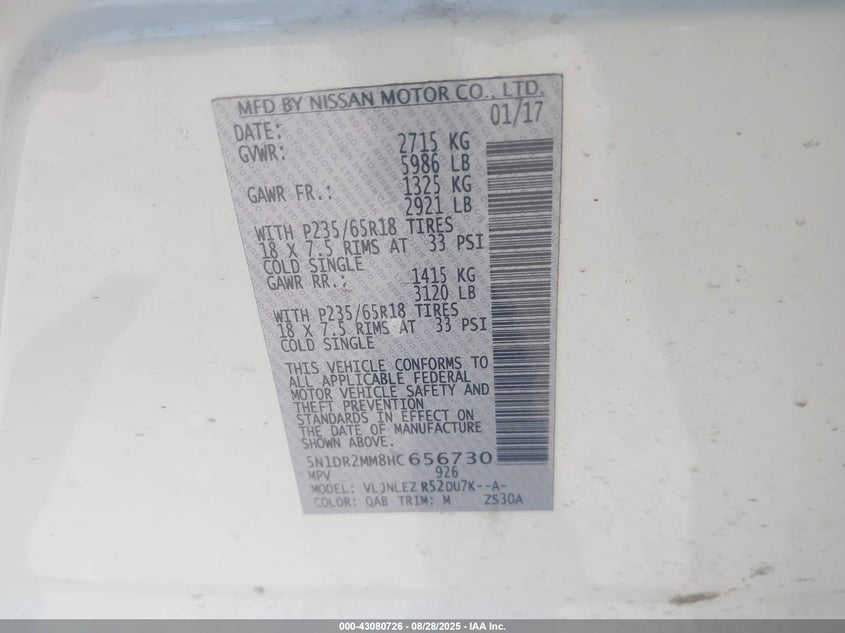 MFD BY NISSAN MOTOR CO., LTD.
DATE: 01/17
GVWR: 2715 KG
5986 LB
GAWR FR.: 1325 KG
2921 LB
WITH P235/65R18 TIRES
18 X 7.5 RIMS AT 33 PSI
COLD SINGLE
GAWR RR.: 1415 KG
3120 LB
WITH P235/65R18 TIRES
18 X 7.5 RIMS AT 33 PSI
COLD SINGLE
THIS VEHICLE CONFORMS TO
ALL APPLICABLE FEDERAL
MOTOR VEHICLE SAFETY AND
THEFT PREVENTION
STANDARDS IN EFFECT ON
THE DATE OF MANUFACTURE
SHOWN ABOVE.
5N1DR2MM8HC656730
MPV 926
MODEL: VLJNLEZ R52DU7K--A-
COLOR: QAB TRIM: M ZS30A
000-43080726 - 08/28/2025 - IAA Inc.